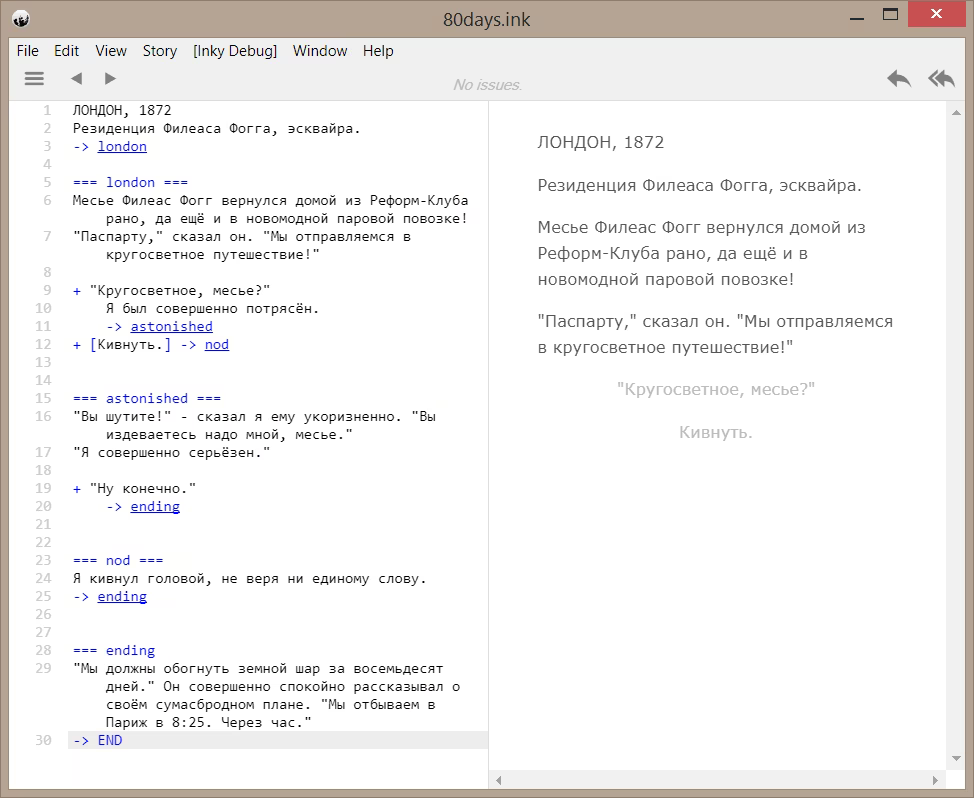 80days.ink
File Edit View Story [Inky Debug] Window Help
No issues.
1 ЛОНДОН, 1872
2 Резиденция Филеаса Фогга, эсквайра.
3 -> london
4
5 === london ===
6 Месье Филеас Фогг вернулся домой из Реформ-Клуба
рано, да ещё и в новомодной паровой повозке!
7 "Паспарту," сказал он. "Мы отправляемся в
кругосветное путешествие!"
8
9 + "Кругосветное, месье?"
10 Я был совершенно потрясён.
11 -> astonished
12 + [Кивнуть.] -> nod
13
14
15 === astonished ===
16 "Вы шутите!" - сказал я ему укоризненно. "Вы
издеваетесь надо мной, месье."
17 "Я совершенно серьёзен."
18
19 + "Ну конечно."
20 -> ending
21
22
23 === nod ===
24 Я кивнул головой, не веря ни единому слову.
25 -> ending
26
27
28 === ending
29 "Мы должны обогнуть земной шар за восемьдесят
дней." Он совершенно спокойно рассказывал о
своём сумасбродном плане. "Мы отбываем в
Париж в 8:25. Через час."
30 -> END
ЛОНДОН, 1872
Резиденция Филеаса Фогга, эсквайра.
Месье Филеас Фогг вернулся домой из
Реформ-Клуба рано, да ещё и в
новомодной паровой повозке!
"Паспарту," сказал он. "Мы отправляемся
в кругосветное путешествие!"
"Кругосветное, месье?"
Кивнуть.